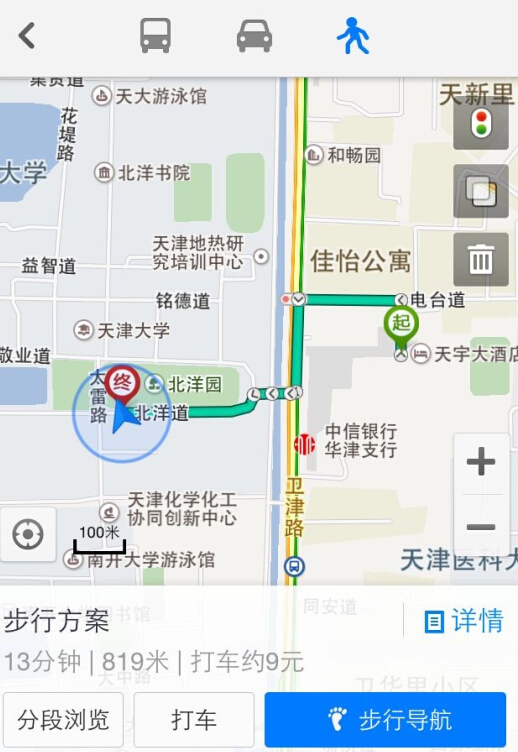 集贤道
天大游泳馆
天新里
花堤路
和畅园
大学
北洋书院
天津地热研
究培训中心
佳怡公寓
益智道
铭德道
电台道
起
天津大学
敬业道
天宇大酒店
终
北洋园
太雷路
北洋道
中信银行
华津支行
卫津路
天津化学化工
协同创新中心
100米
南开大学游泳馆
天津医科大
同安道
步行方案
详情
13分钟 | 819米 | 打车约9元
天中路
卫华里小区
分段浏览
打车
步行导航